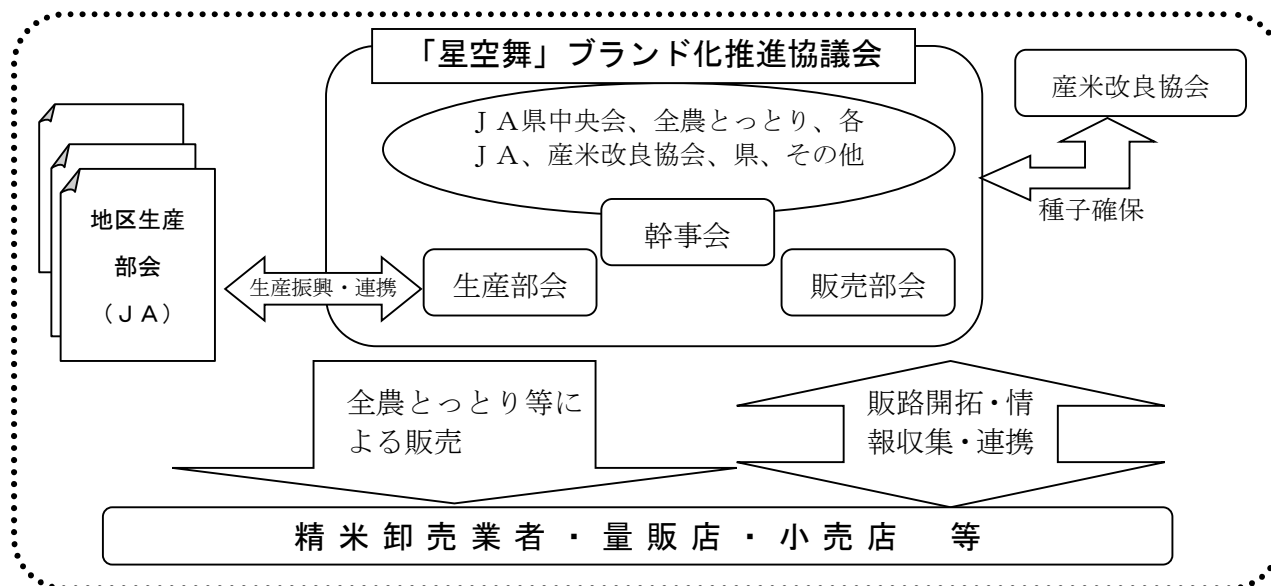 「星空舞」ブランド化推進協議会
ＪＡ県中央会、全農とっとり、各
ＪＡ、産米改良協会、県、その他
産米改良協会
種子確保
幹事会
地区生産
部会
（ＪＡ）
生産振興・連携
生産部会
販売部会
全農とっとり等に
よる販売
販路開拓・情
報収集・連携
精米卸売業者・量販店・小売店　等